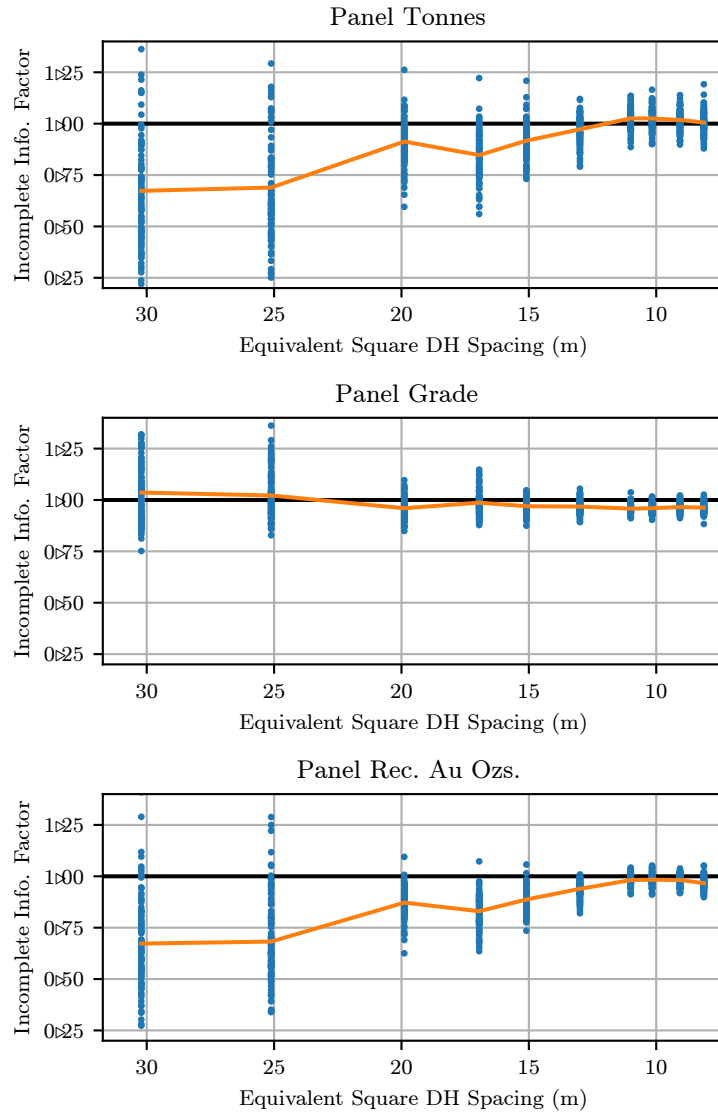 Panel Tonnes
Incomplete Info. Factor
1▹25
1▹00
0▹75
0▹50
0▹25
30 25 20 15 10
Equivalent Square DH Spacing (m)
Panel Grade
Incomplete Info. Factor
1▹25
1▹00
0▹75
0▹50
0▹25
30 25 20 15 10
Equivalent Square DH Spacing (m)
Panel Rec. Au Ozs.
Incomplete Info. Factor
1▹25
1▹00
0▹75
0▹50
0▹25
30 25 20 15 10
Equivalent Square DH Spacing (m)